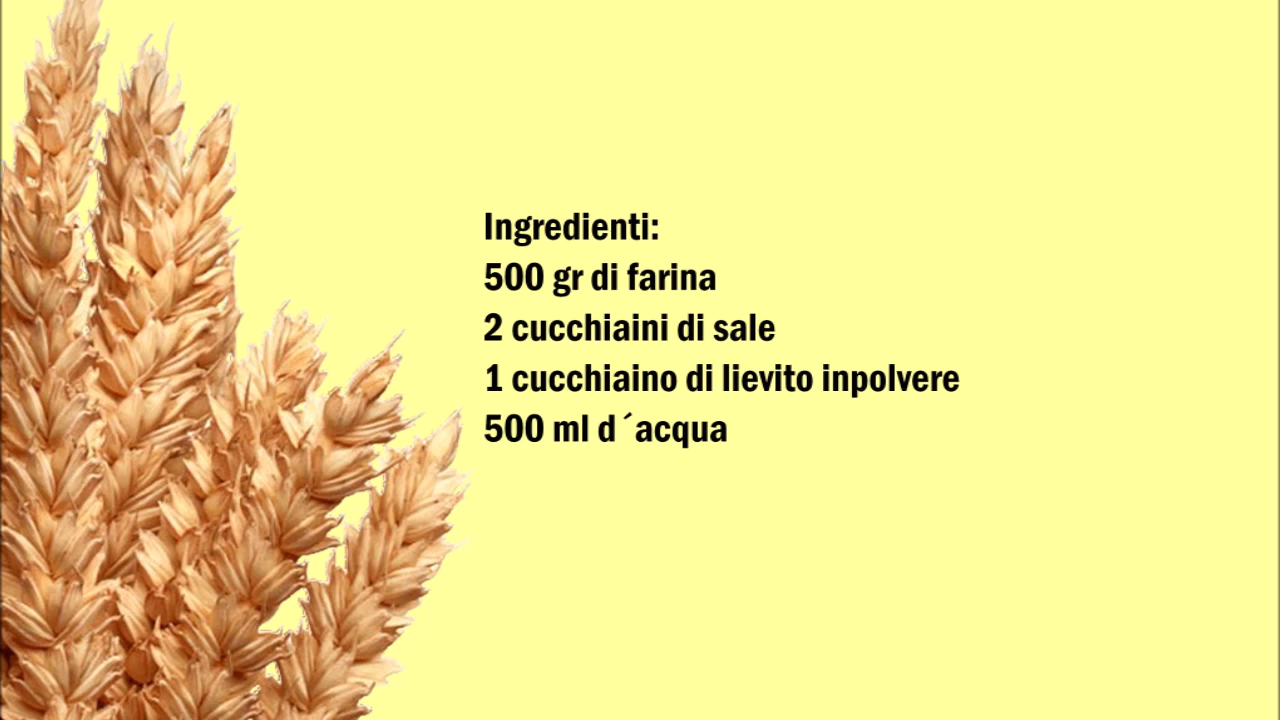 Ingredienti:
500 gr di farina
2 cucchiaini di sale
1 cucchiaino di lievito inpolvere
500 ml d´acqua